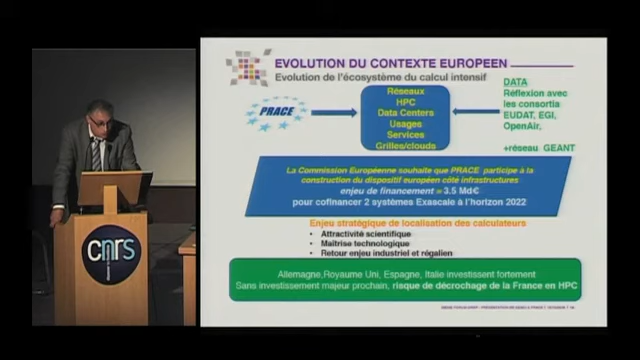 EVOLUTION DU CONTEXTE EUROPEEN
Evolution de l'écosystème du calcul intensif
PRACE
Réseaux
HPC
Data Centers
Usages
Services
Grilles/clouds
DATA
Réflexion avec
les consortia
EUDAT, EGI,
OpenAir,
+réseau GEANT
La Commission Européenne souhaite que PRACE participe à la
construction du dispositif européen côté infrastructures
enjeu de financement = 3.5 Md€
pour cofinancer 2 systèmes Exascale à l'horizon 2022
Enjeu stratégique de localisation des calculateurs
• Attractivité scientifique
• Maîtrise technologique
• Retour enjeu industriel et régalien
Allemagne,Royaume Uni, Espagne, Italie investissent fortement
Sans investissement majeur prochain, risque de décrochage de la France en HPC
cnrs